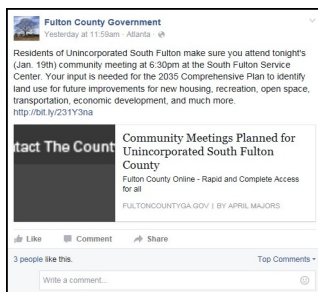 Fulton County Government
Yesterday at 11:59am · Atlanta ·
Residents of Unincorporated South Fulton make sure you attend tonight's
(Jan. 19th) community meeting at 6:30pm at the South Fulton Service
Center. Your input is needed for the 2035 Comprehensive Plan to identify
land use for future improvements for new housing, recreation, open space,
transportation, economic development, and much more.
http://bit.ly/231Y3na
tact The Count
Community Meetings Planned for
Unincorporated South Fulton
County
Fulton County Online - Rapid and Complete Access
for all
FULTONCOUNTYGA.GOV | BY APRIL MAJORS
Like Comment Share
3 people like this.
Top Comments
Write a comment...